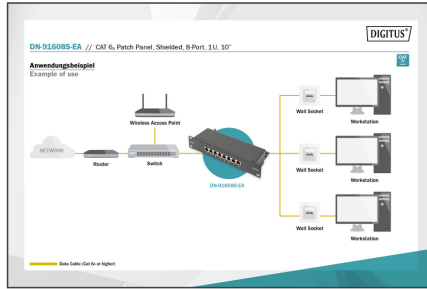 DIGITUS®
DN-91608S-EA // CAT 6A Patch Panel, Shielded, 8-Port, 1U, 10"
CAT
Anwendungsbeispiel
Example of use
Wireless Access Point
Wall Socket
Workstation
NETWORK
Router
Switch
DN-91608S-EA
Wall Socket
Workstation
Wall Socket
Workstation
Data Cable (Cat 6A or higher)